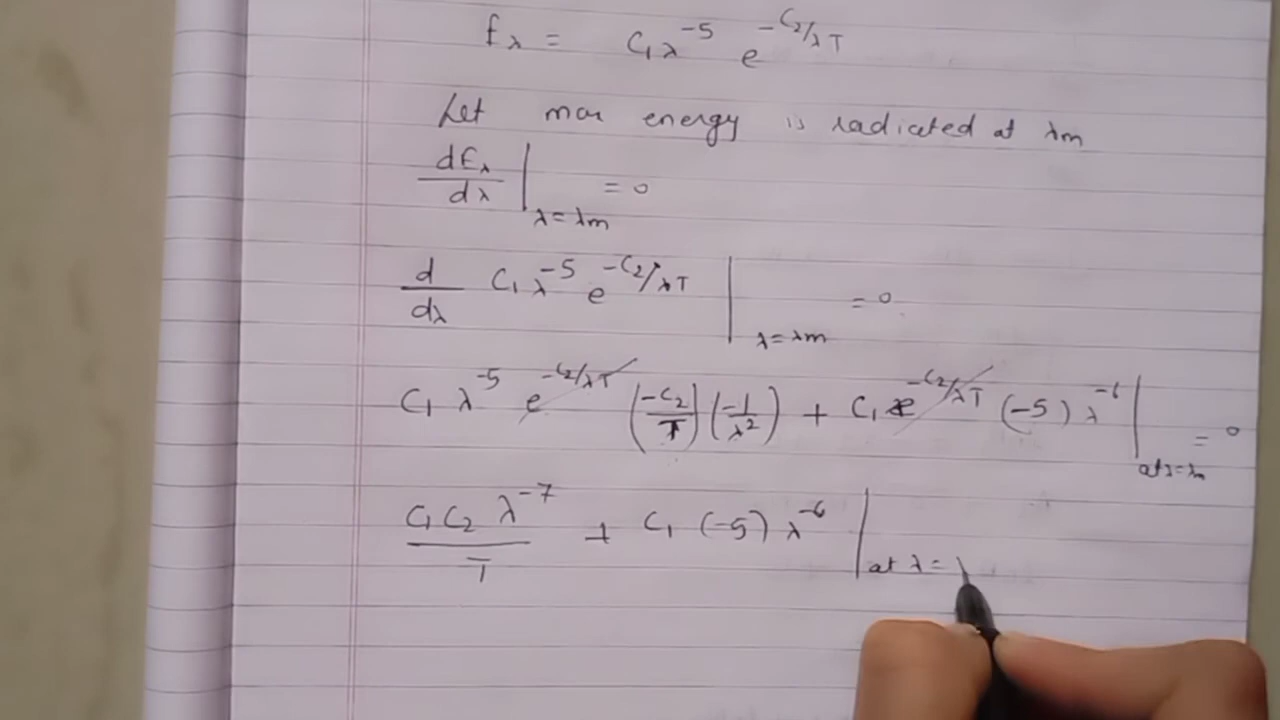 Eλ = C₁λ⁻⁵ e^(-C₂/λT)
Let max energy is radiated at λm
dEλ/dλ |λ=λm = 0
d/dλ C₁λ⁻⁵ e^(-C₂/λT) |λ=λm = 0
C₁ λ⁻⁵ e^(-C₂/λT) (-C₂/T) (-1/λ²) + C₁ e^(-C₂/λT) (-5) λ⁻⁶ |at λ=λm = 0
C₁C₂ λ⁻⁷/T + C₁ (-5) λ⁻⁶ |at λ =